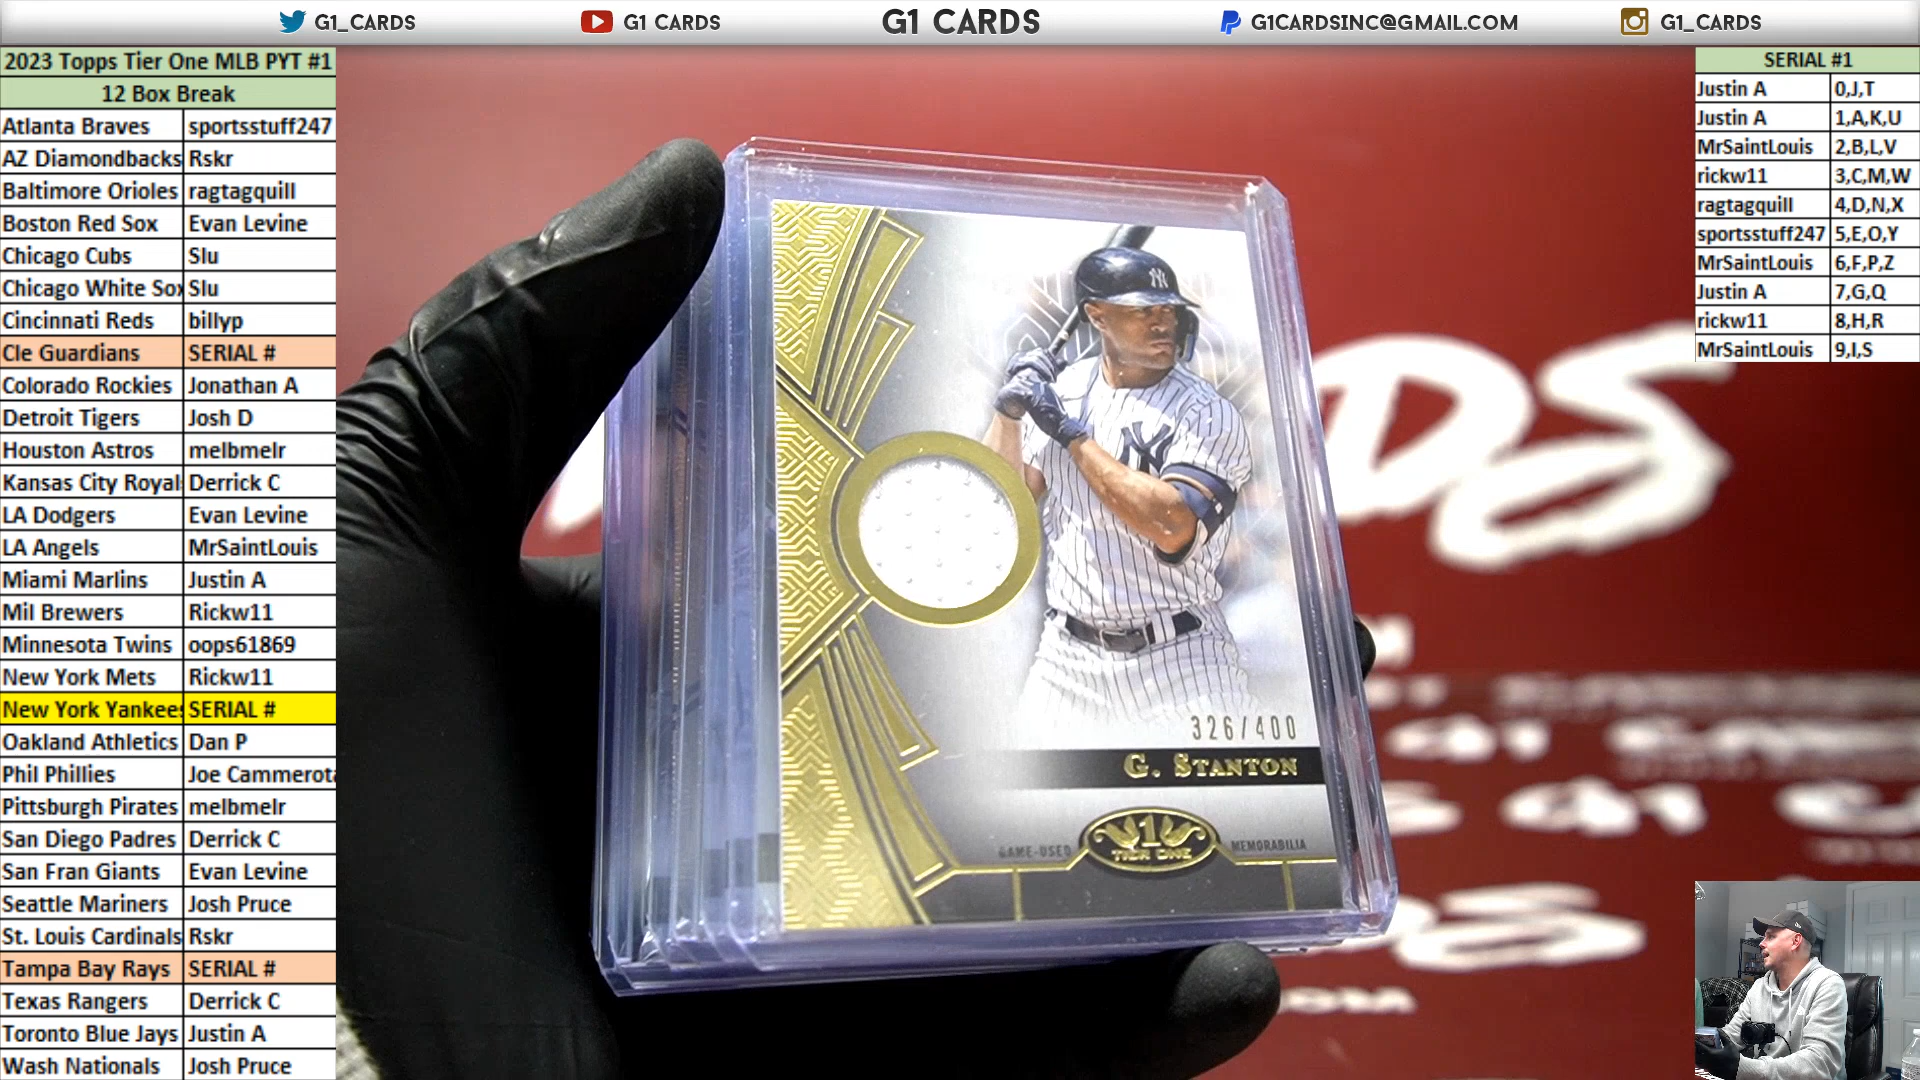 G1_CARDS
G1 CARDS
G1 CARDS
G1CARDSINC@GMAIL.COM
G1_CARDS
2023 Topps Tier One MLB PYT #1
12 Box Break
Atlanta Braves sportsstuff247
AZ Diamondbacks Rskr
Baltimore Orioles ragtagquill
Boston Red Sox Evan Levine
Chicago Cubs Slu
Chicago White Sox Slu
Cincinnati Reds billyp
Cle Guardians SERIAL #
Colorado Rockies Jonathan A
Detroit Tigers Josh D
Houston Astros melbmelr
Kansas City Royal Derrick C
LA Dodgers Evan Levine
LA Angels MrSaintLouis
Miami Marlins Justin A
Mil Brewers Rickw11
Minnesota Twins oops61869
New York Mets Rickw11
New York Yankees SERIAL #
Oakland Athletics Dan P
Phil Phillies Joe Cammerota
Pittsburgh Pirates melbmelr
San Diego Padres Derrick C
San Fran Giants Evan Levine
Seattle Mariners Josh Pruce
St. Louis Cardinals Rskr
Tampa Bay Rays SERIAL #
Texas Rangers Derrick C
Toronto Blue Jays Justin A
Wash Nationals Josh Pruce
SERIAL #1
Justin A 0,J,T
Justin A 1,A,K,U
MrSaintLouis 2,B,L,V
rickw11 3,C,M,W
ragtagquill 4,D,N,X
sportsstuff247 5,E,O,Y
MrSaintLouis 6,F,P,Z
Justin A 7,G,Q
rickw11 8,H,R
MrSaintLouis 9,I,S
NY
NY
326/400
G. STANTON
GAME-USED MEMORABILIA
1
TIER ONE